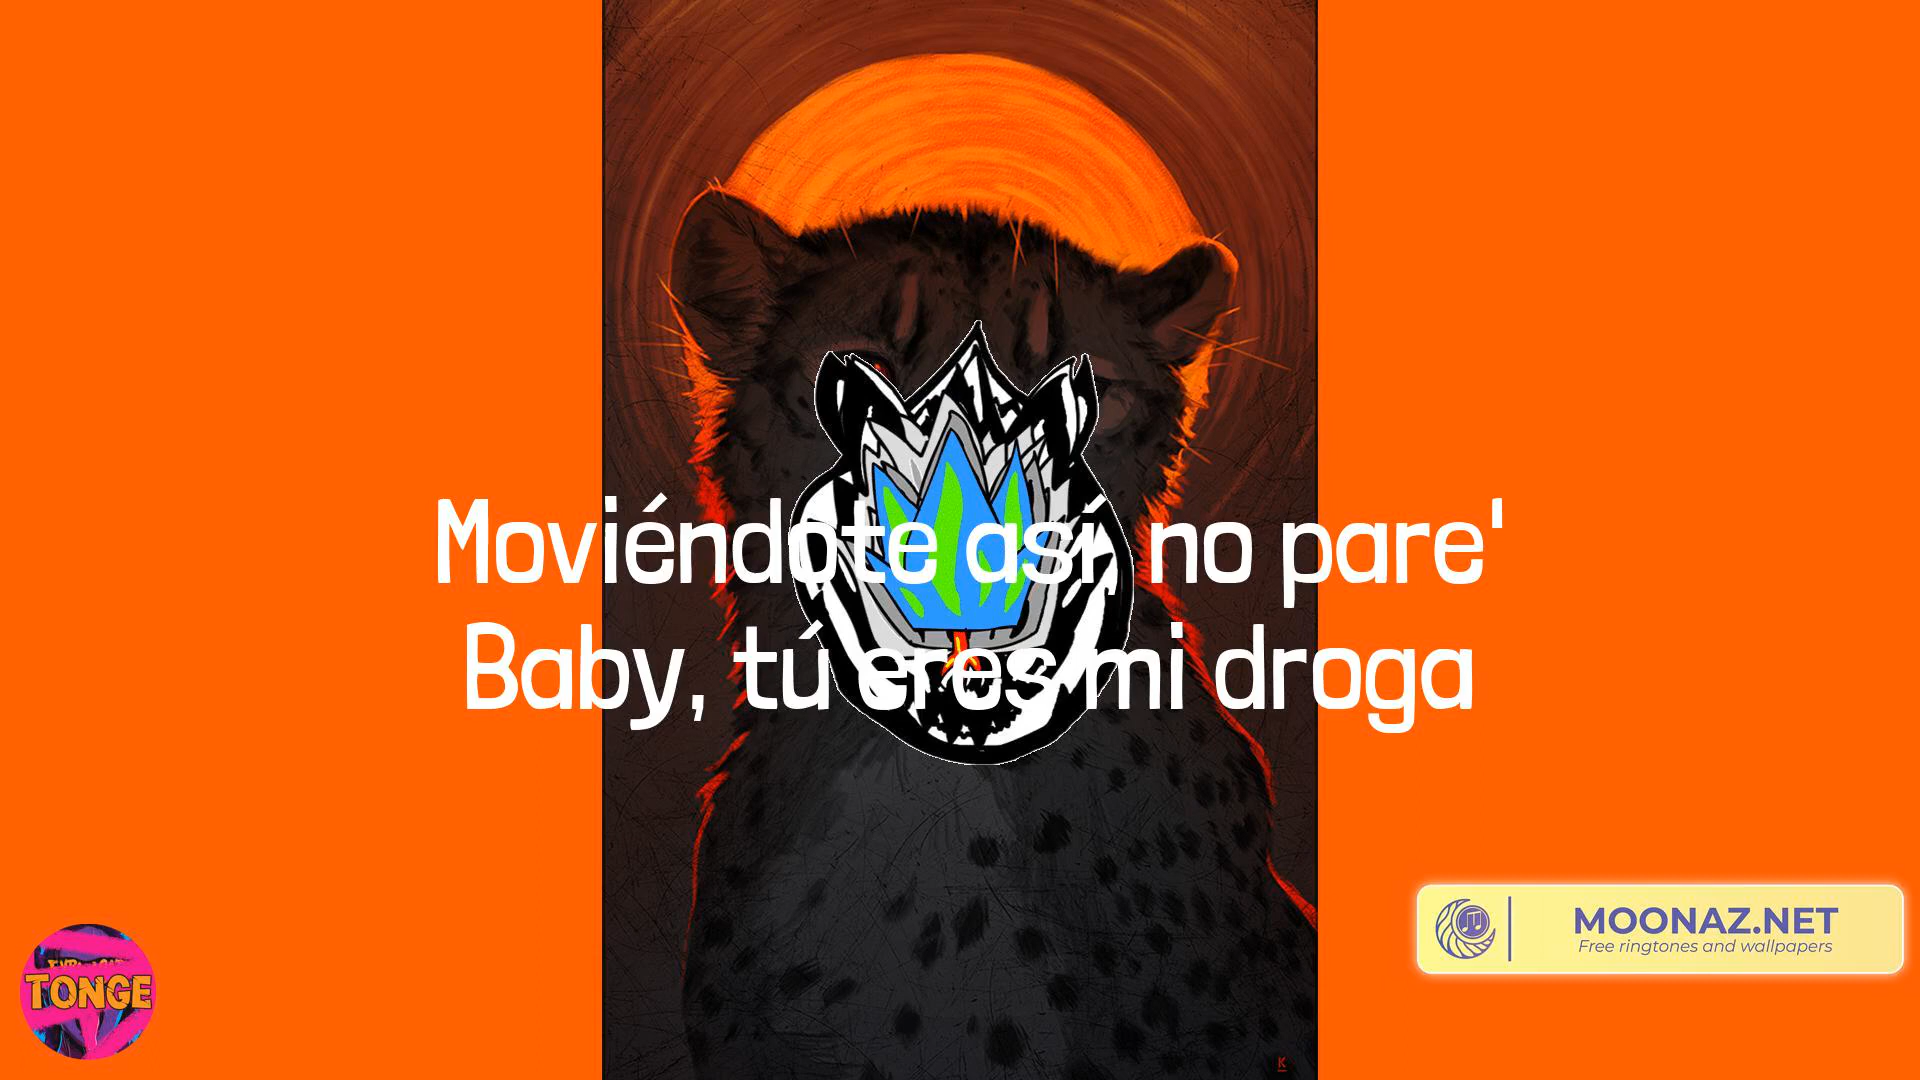 Moviéndote así, no pare'
Baby, tú eres mi droga
TONGE
MOONAZ.NET
Free ringtones and wallpapers
K